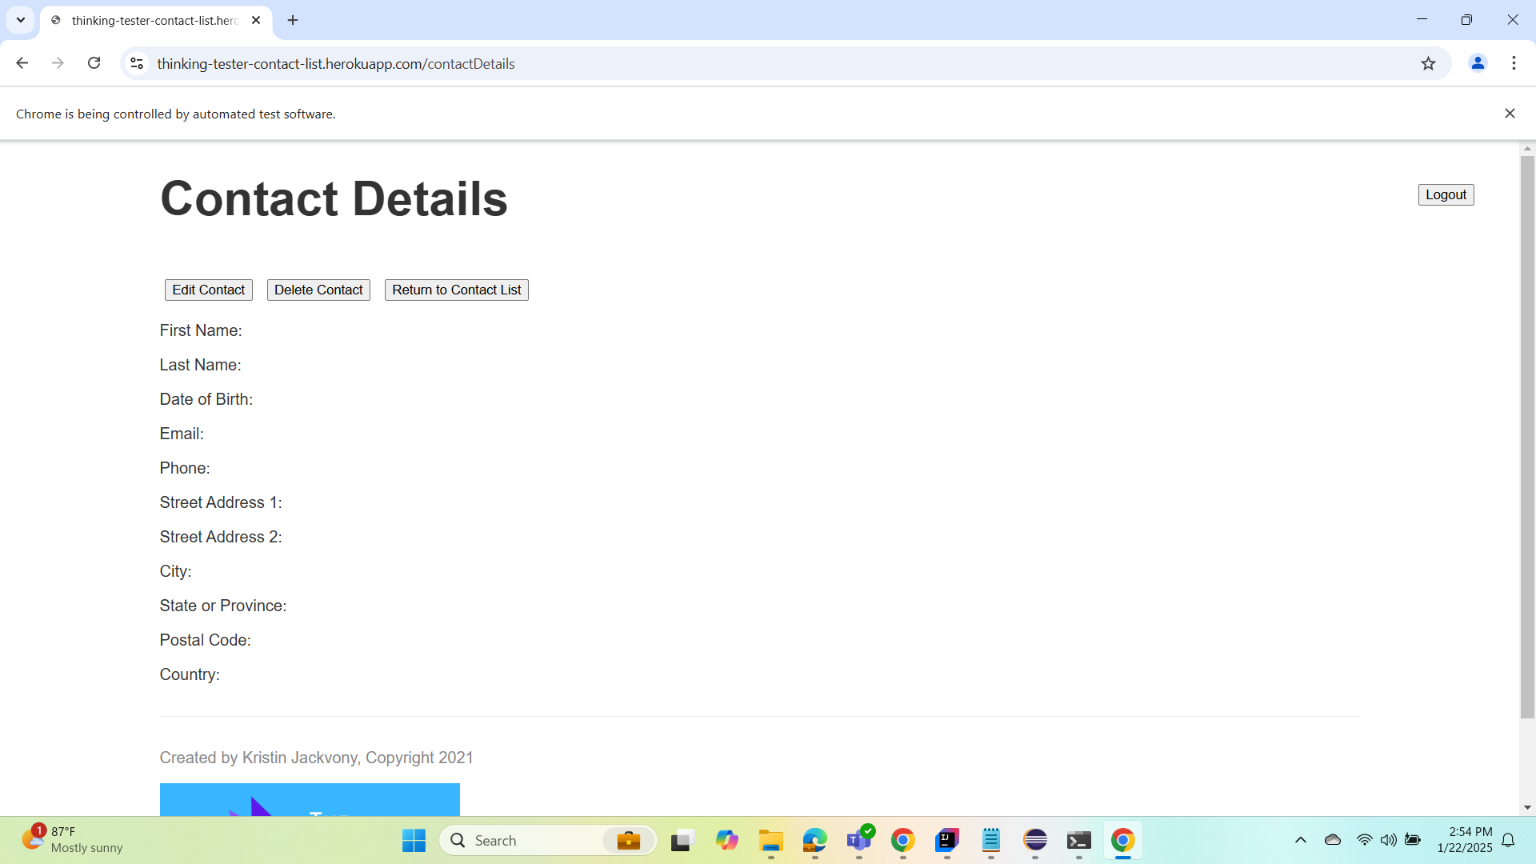 thinking-tester-contact-list.herc
thinking-tester-contact-list.herokuapp.com/contactDetails
Chrome is being controlled by automated test software.
Contact Details
Logout
Edit Contact
Delete Contact
Return to Contact List
First Name:
Last Name:
Date of Birth:
Email:
Phone:
Street Address 1:
Street Address 2:
City:
State or Province:
Postal Code:
Country:
Created by Kristin Jackvony, Copyright 2021
1
87°F
Mostly sunny
Search
2:54 PM
1/22/2025